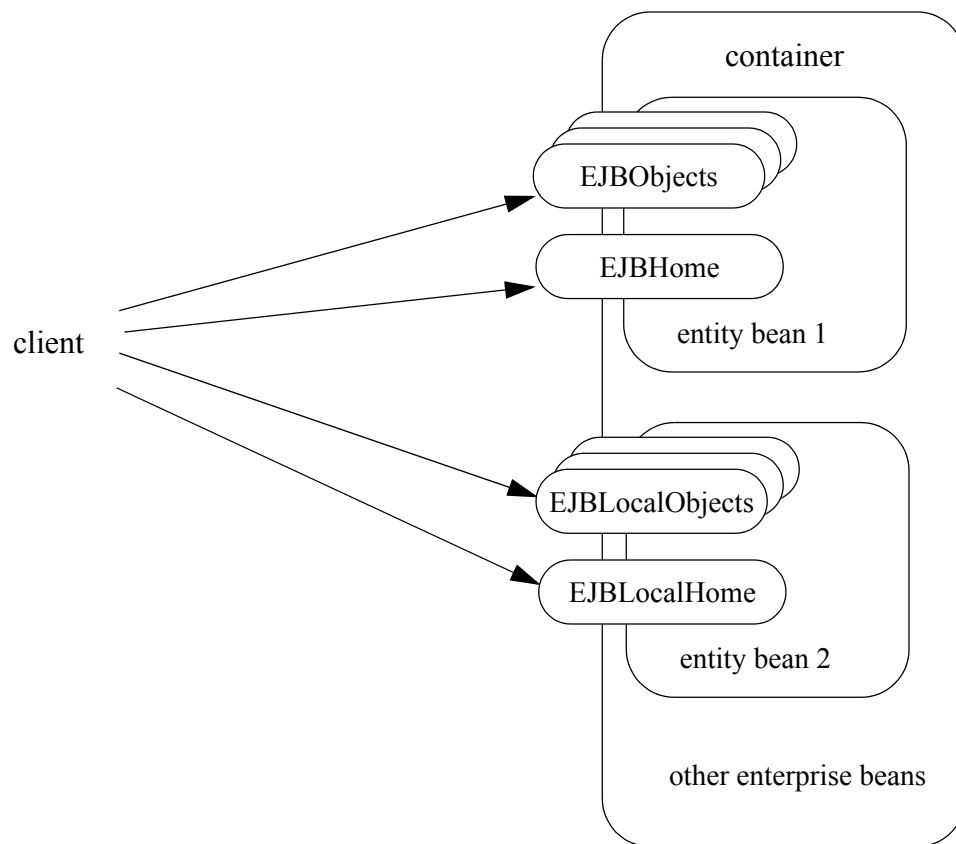 container
EJBObjects
EJBHome
entity bean 1
client
EJBLocalObjects
EJBLocalHome
entity bean 2
other enterprise beans